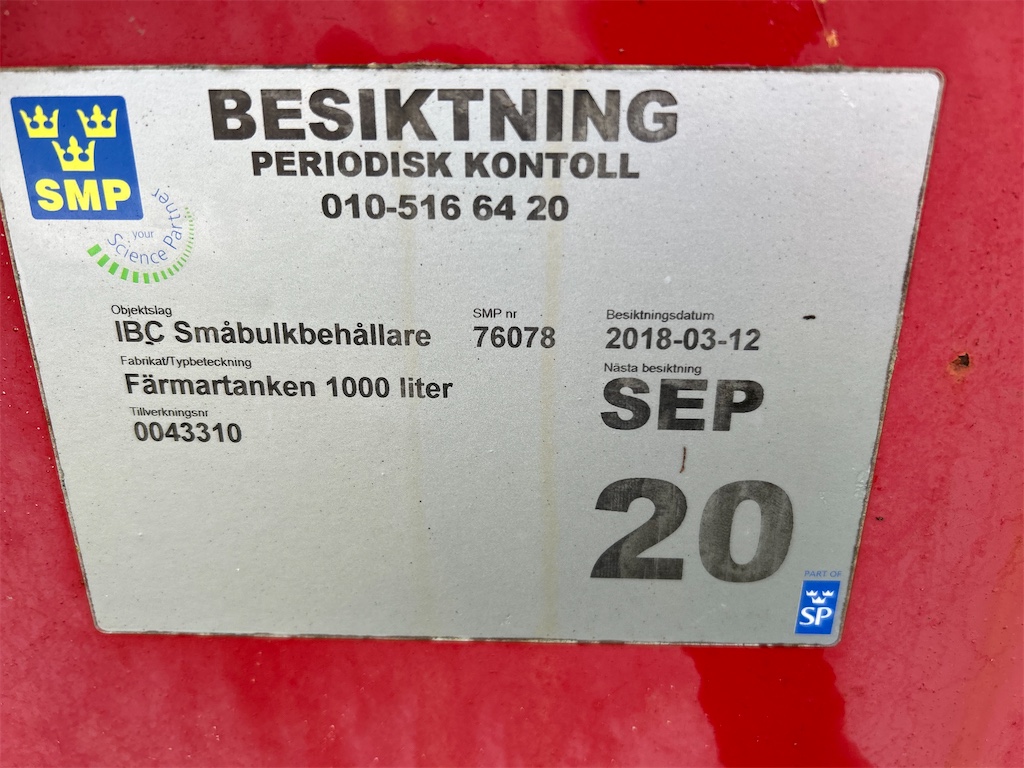 SMP
your
Science Partner
BESIKTNING
PERIODISK KONTOLL
010-516 64 20
Objektslag
IBC Småbulkbehållare
SMP nr
76078
Besiktningsdatum
2018-03-12
Fabrikat/Typbeteckning
Färmartanken 1000 liter
Nästa besiktning
SEP
20
Tillverkningsnr
0043310
PART OF
SP